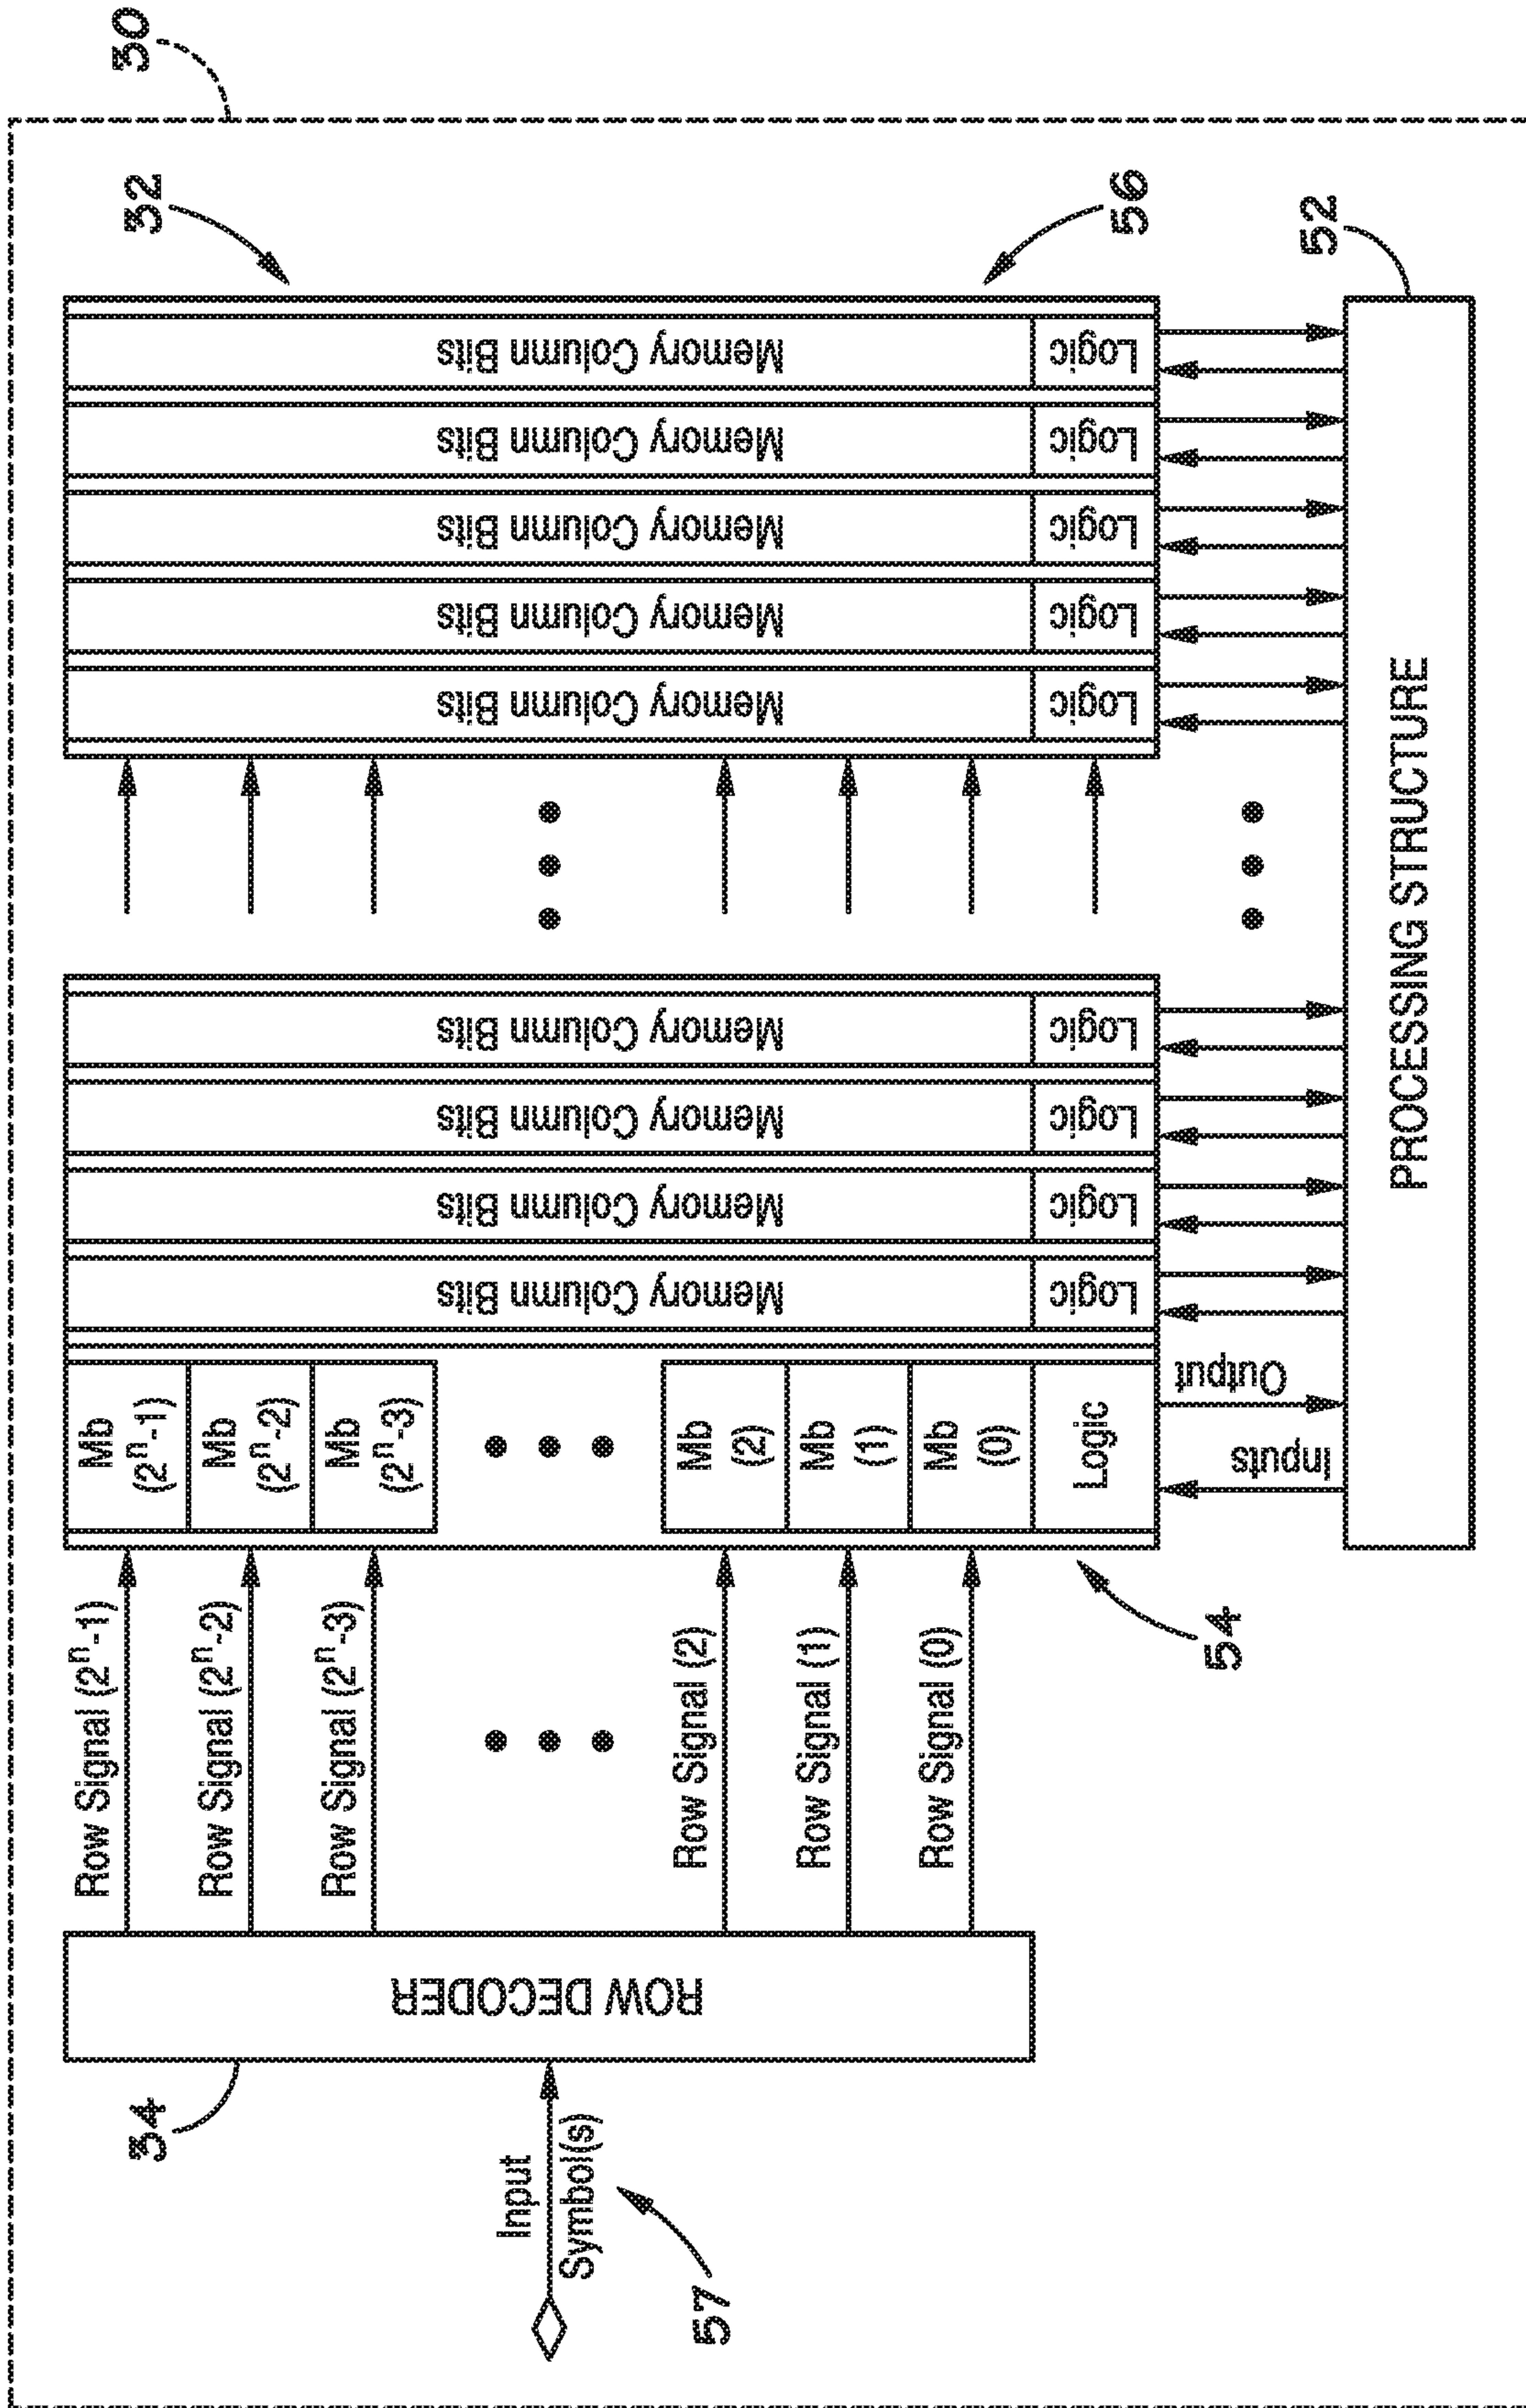 30
34
32
Row Signal (2ⁿ-1)
Row Signal (2ⁿ-2)
Row Signal (2ⁿ-3)
Row Signal (2)
Row Signal (1)
Row Signal (0)
Input
Symbol(s)
57
ROW DECODER
Mb
(2ⁿ-1)
Mb
(2ⁿ-2)
Mb
(2ⁿ-3)
Mb
(2)
Mb
(1)
Mb
(0)
Logic
Memory Column Bits
Memory Column Bits
Memory Column Bits
Memory Column Bits
Memory Column Bits
Memory Column Bits
Memory Column Bits
Memory Column Bits
Memory Column Bits
Logic
Logic
Logic
Logic
Logic
Logic
Logic
Logic
Logic
54
56
Inputs
Output
52
PROCESSING STRUCTURE